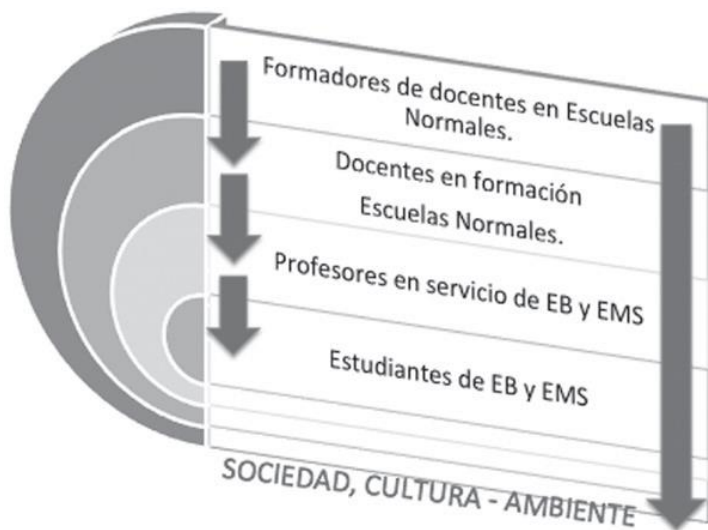 Formadores de docentes en Escuelas
Normales.
Docentes en formación
Escuelas Normales.
Profesores en servicio de EB y EMS
Estudiantes de EB y EMS
SOCIEDAD, CULTURA - AMBIENTE